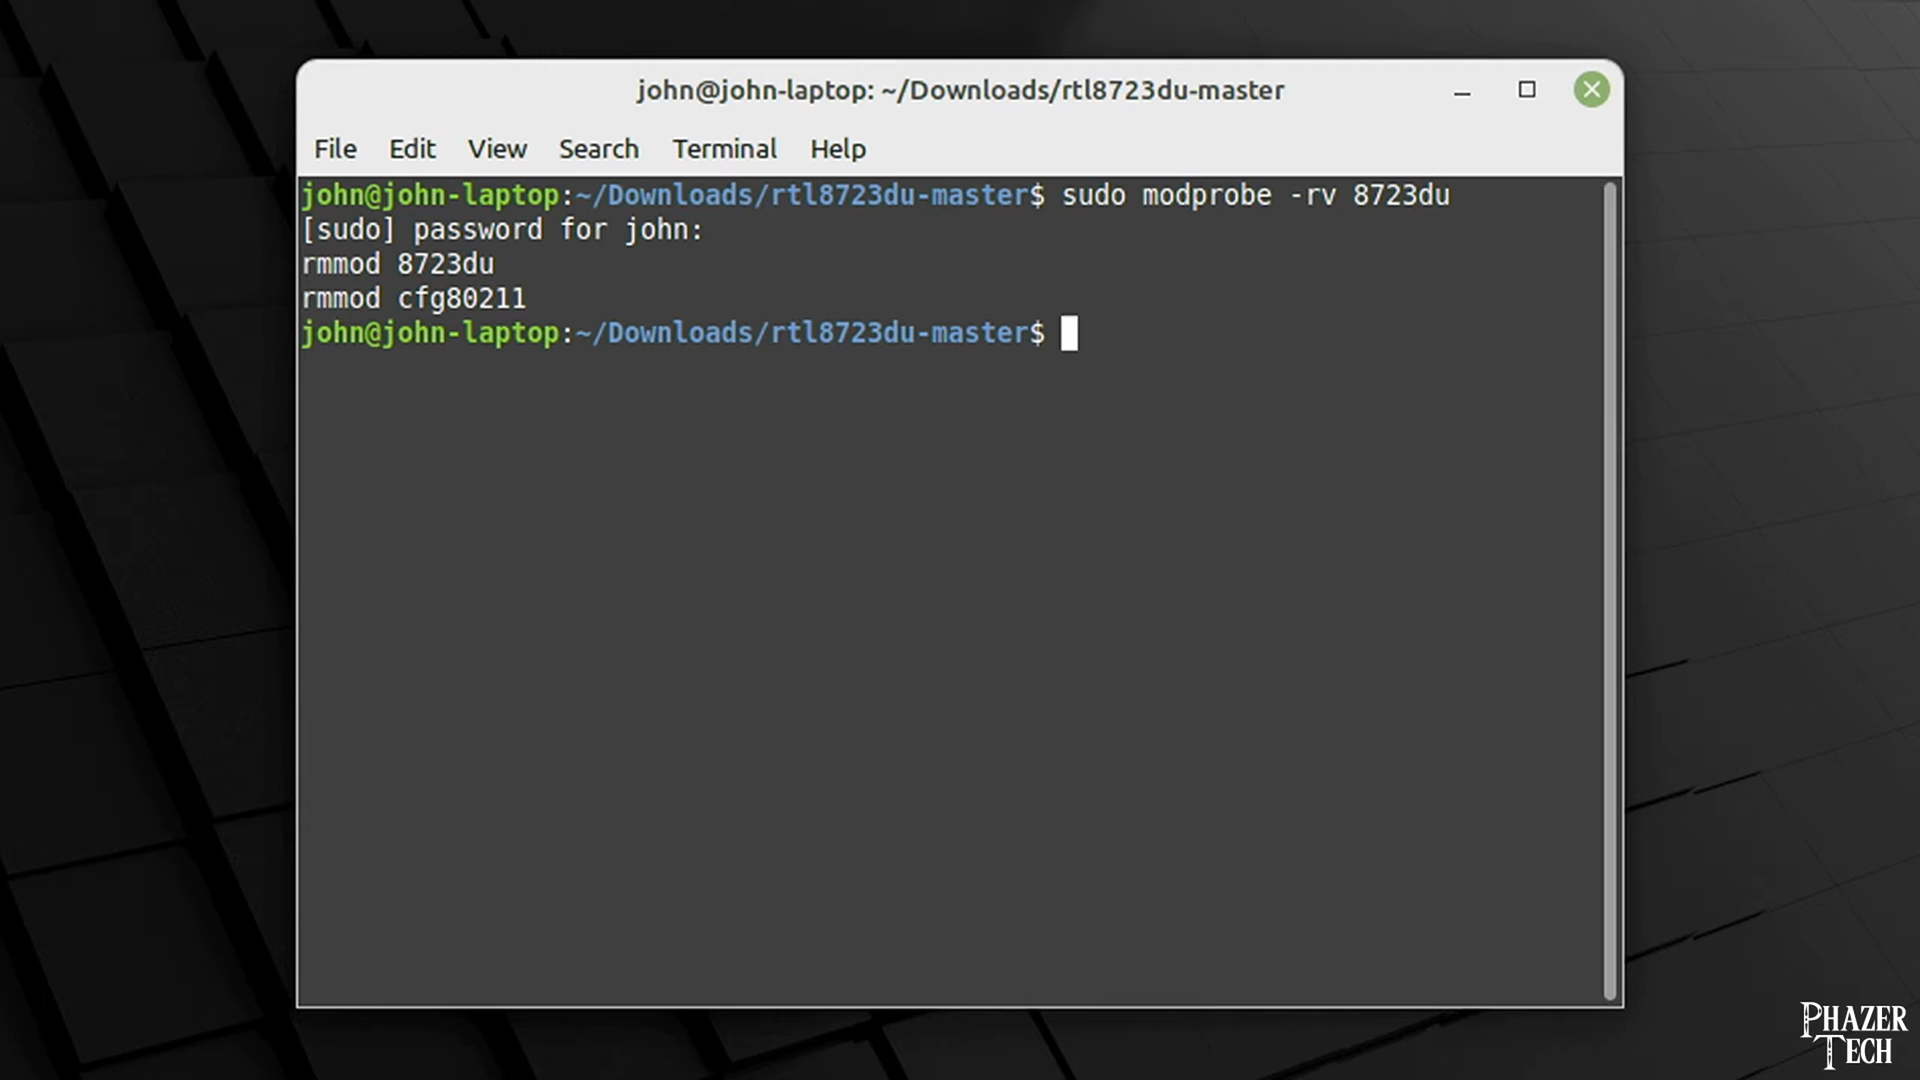 john@john-laptop: ~/Downloads/rtl8723du-master
File Edit View Search Terminal Help
john@john-laptop:~/Downloads/rtl8723du-master$ sudo modprobe -rv 8723du
[sudo] password for john:
rmmod 8723du
rmmod cfg80211
john@john-laptop:~/Downloads/rtl8723du-master$
PHAZER
TECH